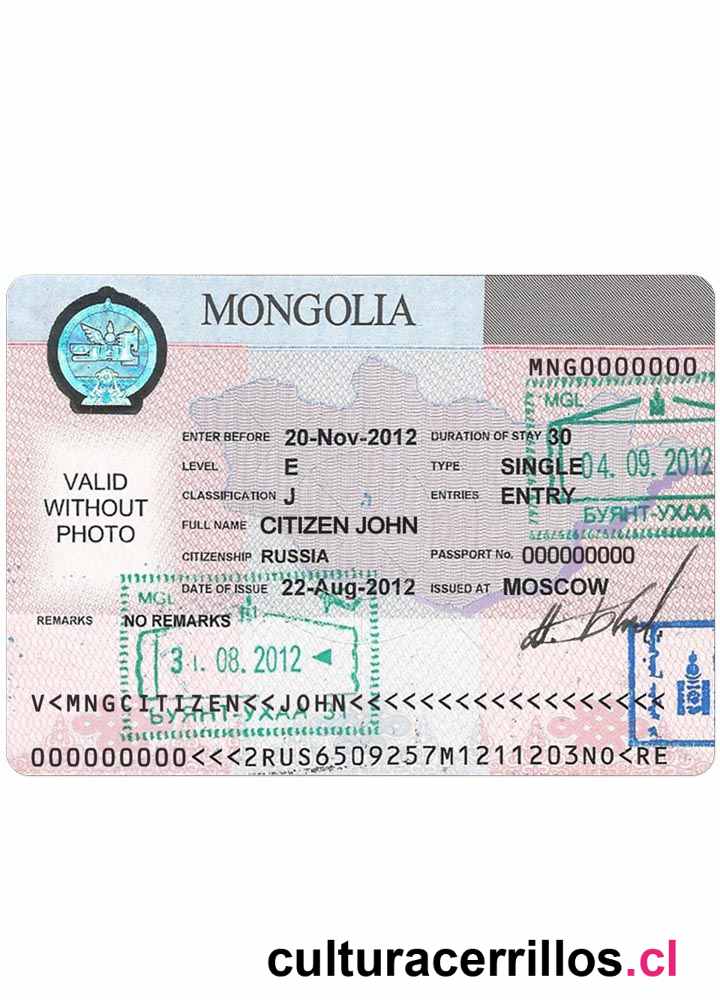 MONGOLIA
MNG0000000
MGL
ENTER BEFORE 20-Nov-2012 DURATION OF STAY 30
LEVEL E TYPE SINGLE 04. 09. 2012
CLASSIFICATION J ENTRIES ENTRY
БУЯНТ-УХАА
VALID
WITHOUT
PHOTO
FULL NAME CITIZEN JOHN
CITIZENSHIP RUSSIA PASSPORT No. 000000000
DATE OF ISSUE 22-Aug-2012 ISSUED AT MOSCOW
MGL
REMARKS NO REMARKS
31. 08. 2012
V<MNGCITIZEN<<JOHN<<<<<<<<<<<<<<<<<<
БУЯНТ-УХАА 51
000000000<<<2RUS6509257M1211203NO<RE
culturacerrillos.cl